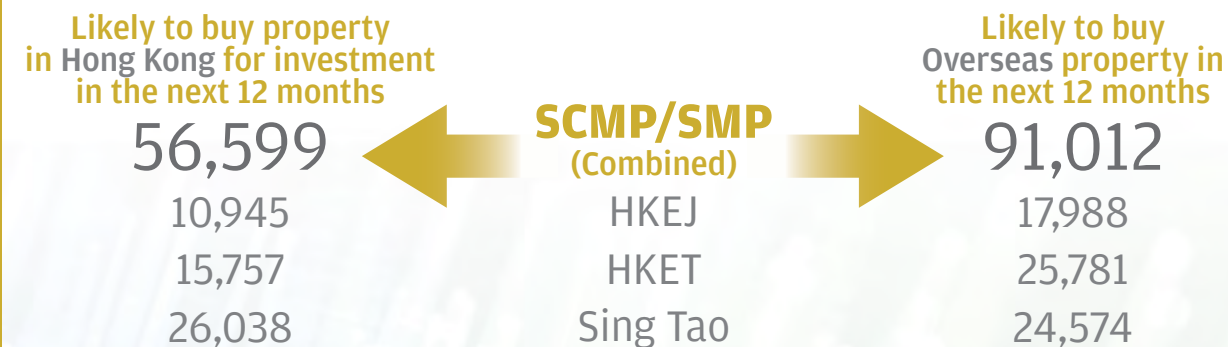 Likely to buy property
in Hong Kong for investment
in the next 12 months
Likely to buy
Overseas property in
the next 12 months
56,599
SCMP/SMP
(Combined)
91,012
10,945
HKEJ
17,988
15,757
HKET
25,781
26,038
Sing Tao
24,574